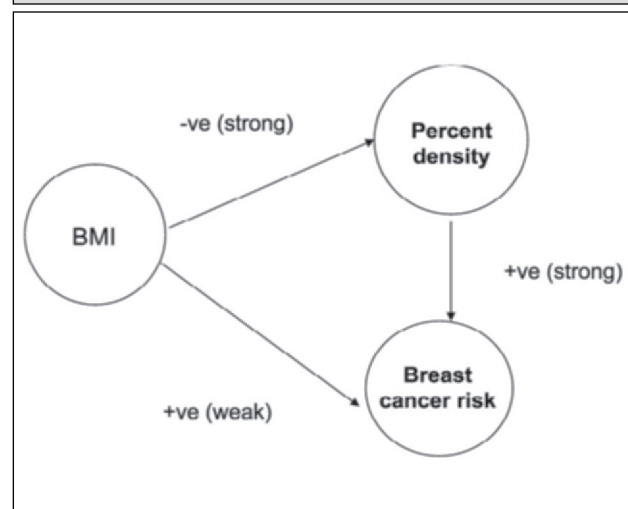 -ve (strong)
Percent
density
BMI
+ve (strong)
Breast
cancer risk
+ve (weak)